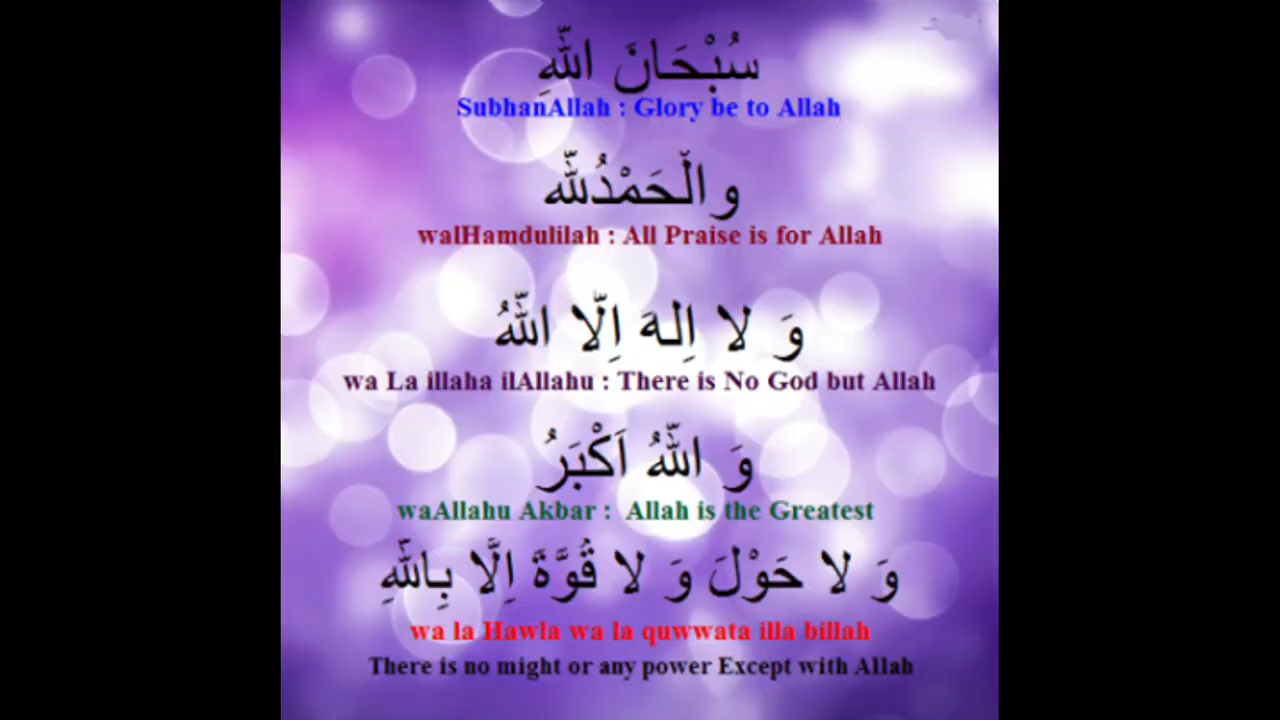 سُبْحَانَ اللّٰهِ
SubhanAllah : Glory be to Allah
والْحَمْدُلِلّٰه
walHamdulilah : All Praise is for Allah
وَ لا اِلهَ اِلَّا اللّٰهُ
wa La illaha ilAllahu : There is No God but Allah
وَ اللّٰهُ اَكْبَرُ
waAllahu Akbar : Allah is the Greatest
وَ لا حَوْلَ وَ لا قُوَّةَ اِلَّا بِاللّٰهِ
wa la Hawla wa la quwwata illa billah
There is no might or any power Except with Allah